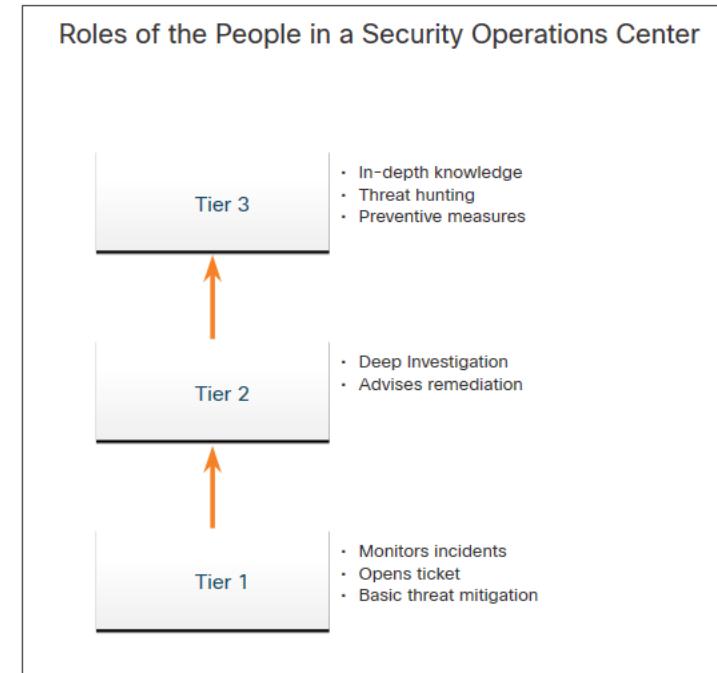 Roles of the People in a Security Operations Center
Tier 3
• In-depth knowledge
• Threat hunting
• Preventive measures
Tier 2
• Deep Investigation
• Advises remediation
Tier 1
• Monitors incidents
• Opens ticket
• Basic threat mitigation